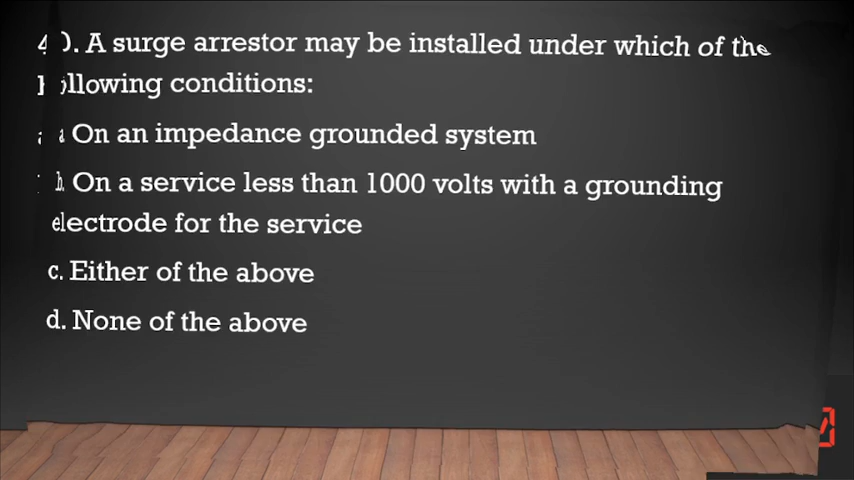 A surge arrestor may be installed under which of the
following conditions:
On an impedance grounded system
b. On a service less than 1000 volts with a grounding
electrode for the service
c. Either of the above
d. None of the above